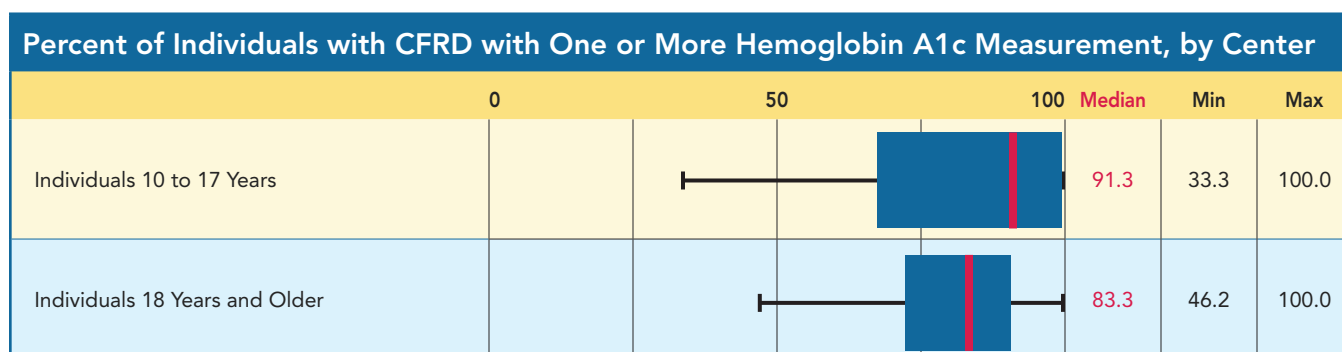 Percent of Individuals with CFRD with One or More Hemoglobin A1c Measurement, by Center
0 50 100 Median Min Max
Individuals 10 to 17 Years 91.3 33.3 100.0
Individuals 18 Years and Older 83.3 46.2 100.0